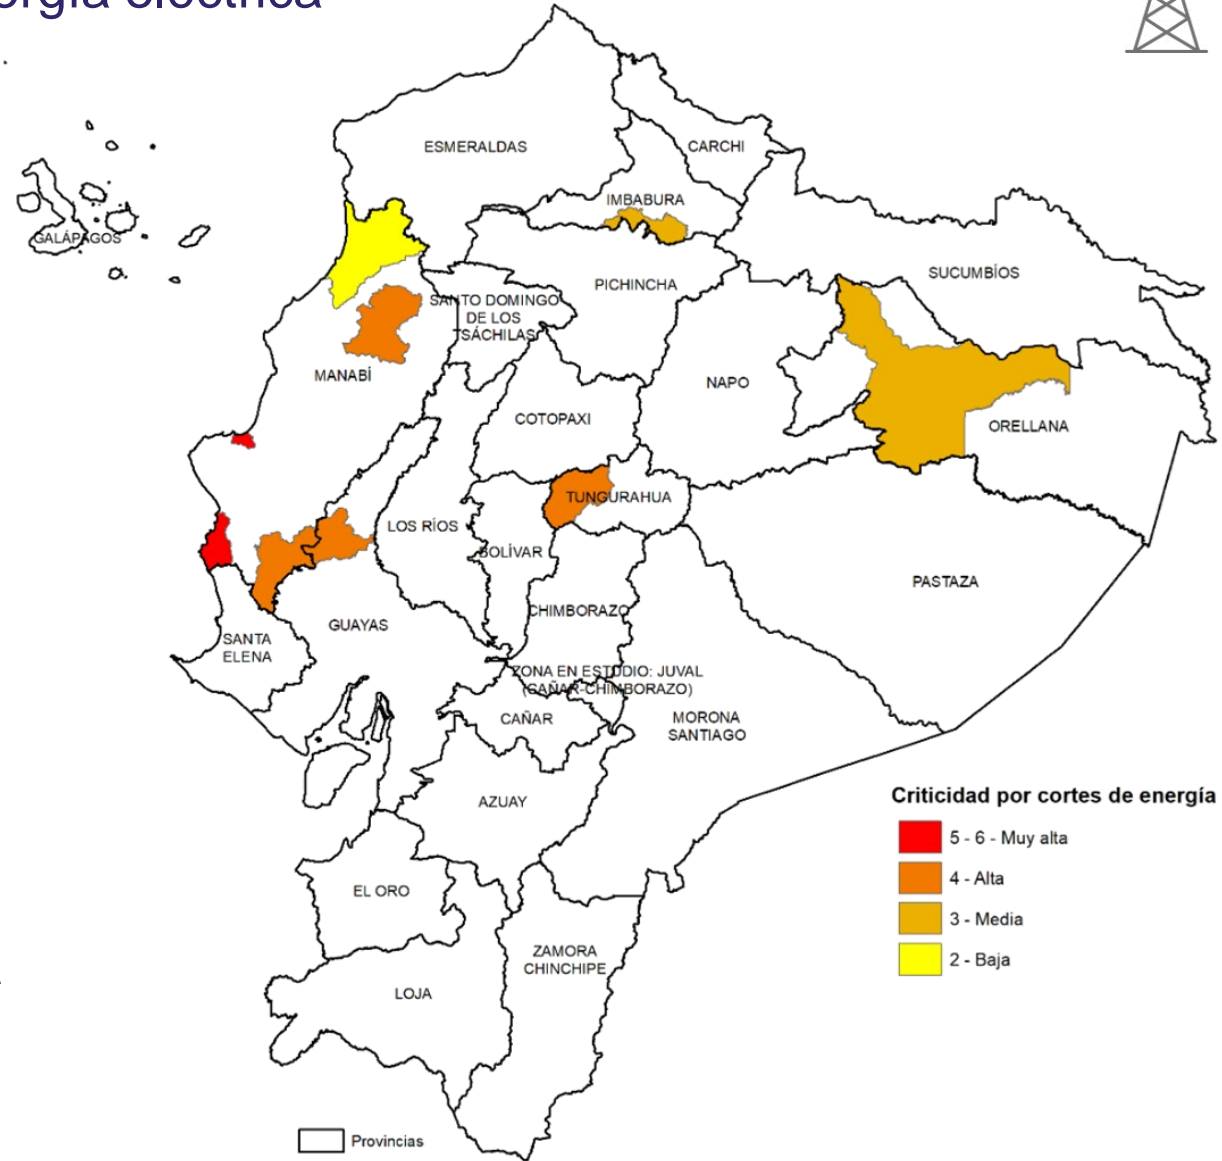 ergía eléctrica
ESMERALDAS
CARCHI
IMBABURA
GALÁPAGOS
SUCUMBÍOS
PICHINCHA
SANTO DOMINGO
DE LOS
TSÁCHILAS
MANABÍ
NAPO
COTOPAXI
ORELLANA
TUNGURAHUA
LOS RÍOS
BOLÍVAR
PASTAZA
CHIMBORAZO
GUAYAS
SANTA
ELENA
ZONA EN ESTUDIO: JUVAL
(CAÑAR-CHIMBORAZO)
CAÑAR
MORONA
SANTIAGO
AZUAY
Criticidad por cortes de energía
5 - 6 - Muy alta
4 - Alta
3 - Media
2 - Baja
EL ORO
ZAMORA
CHINCHIPE
LOJA
Provincias